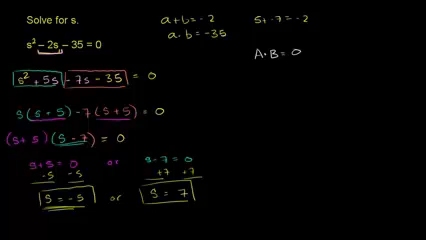 Solve for s.
s² - 2s - 35 = 0
s² + 5s - 7s - 35 = 0
s(s + 5) - 7(s + 5) = 0
(s + 5)(s - 7) = 0
s + 5 = 0 or s - 7 = 0
-5 -5 +7 +7
s = -5 or s = 7
a + b = -2
a · b = -35
5 + -7 = -2
A · B = 0